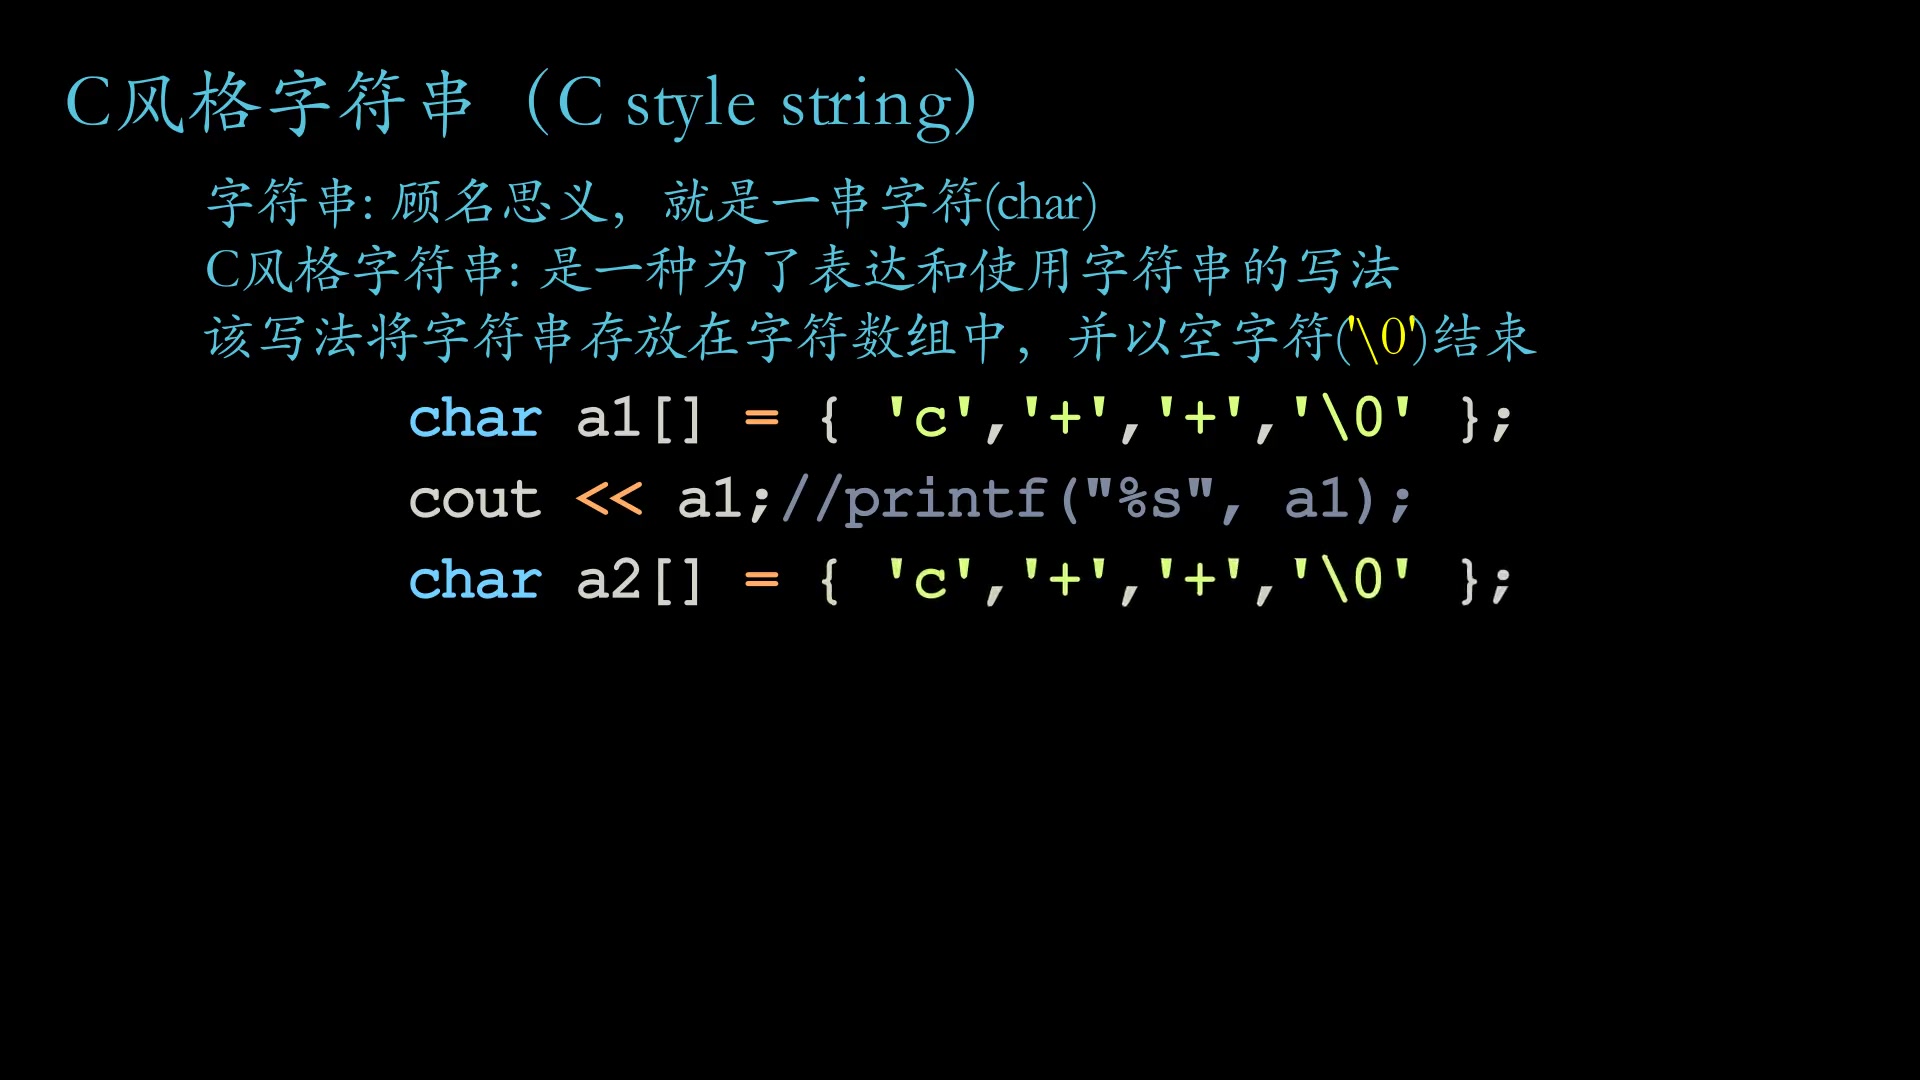 C风格字符串（C style string）
字符串: 顾名思义，就是一串字符(char)
C风格字符串: 是一种为了表达和使用字符串的写法
该写法将字符串存放在字符数组中，并以空字符('\0')结束
char a1[] = { 'c','+','+','\0' };
cout << a1;//printf("%s", a1);
char a2[] = { 'c','+','+','\0' };